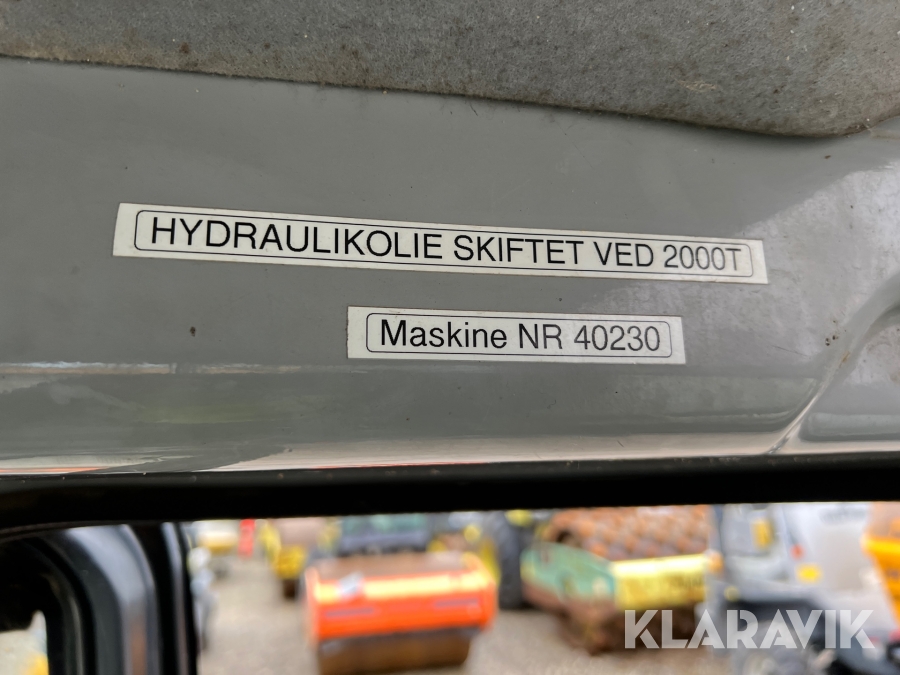 HYDRAULIKOLIE SKIFTET VED 2000T
Maskine NR 40230
KLARAVIK